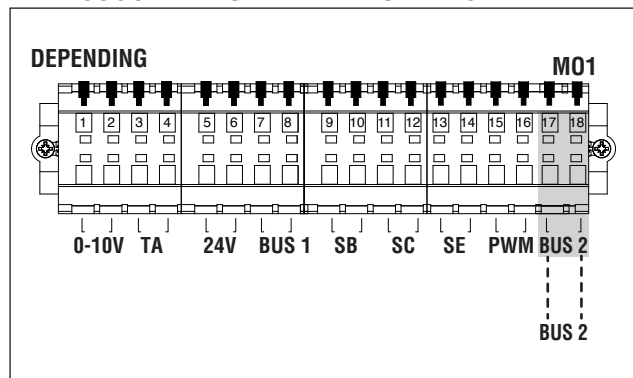 DEPENDING
MO1
1 2 3 4 5 6 7 8 9 10 11 12 13 14 15 16 17 18
0-10V TA 24V BUS 1 SB SC SE PWM BUS 2
BUS 2